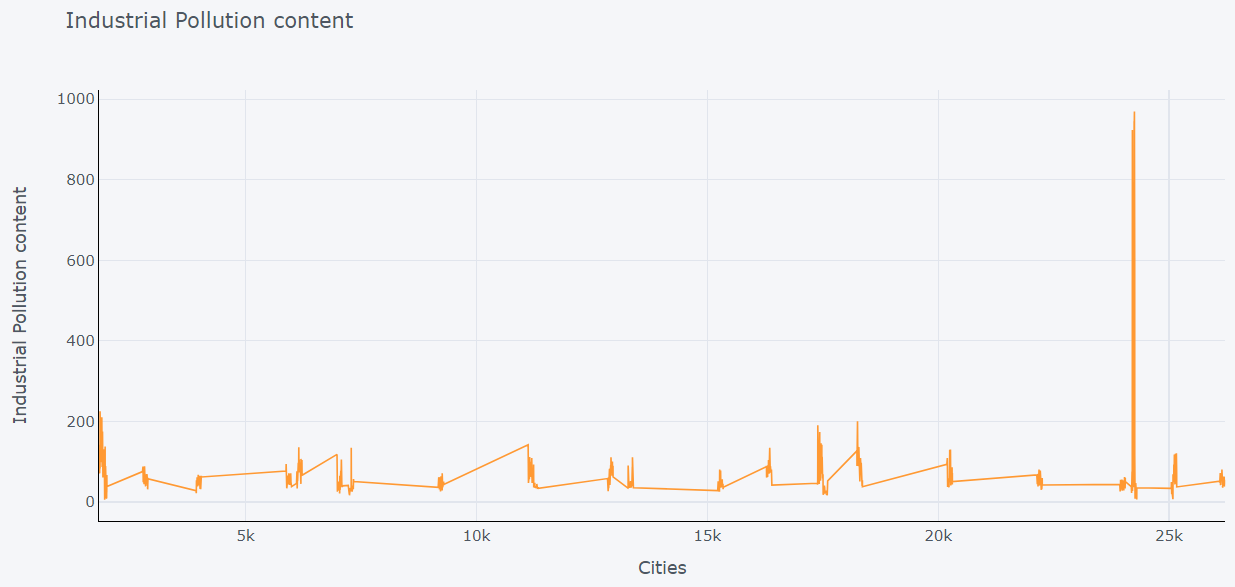 Industrial Pollution content
1000
800
600
400
200
0
Industrial Pollution content
5k
10k
15k
20k
25k
Cities